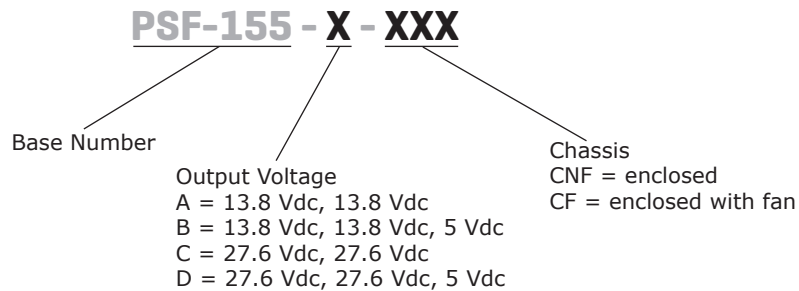 PSF-155 - X - XXX
Base Number
Output Voltage
A = 13.8 Vdc, 13.8 Vdc
B = 13.8 Vdc, 13.8 Vdc, 5 Vdc
C = 27.6 Vdc, 27.6 Vdc
D = 27.6 Vdc, 27.6 Vdc, 5 Vdc
Chassis
CNF = enclosed
CF = enclosed with fan